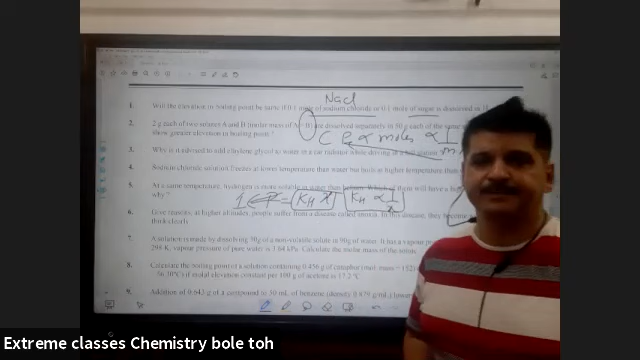 NaCl
1. Will the elevation in boiling point be same if 0.1 mole of sodium chloride or 0.1 mole of sugar is dissolved in 1L
2. 2 g each of two solutes A and B (molar mass of A > B) are dissolved separately in 50 g each of the same
show greater elevation in boiling point ?
C P ∝ moles ∝ 1
3. Why is it advised to add ethylene glycol to water in a car radiator while driving in a hill station
4. Sodium chloride solution freezes at lower temperature than water but boils at higher temperature than
5. At a same temperature, hydrogen is more soluble in water than helium. Which of them will have a
why ?
= KH X KH ∝ 1/x
6. Give reasons, at higher altitudes, people suffer from a disease called anoxia. In this disease, they become
think clearly
7. A solution is made by dissolving 30g of a non-volatile solute in 90g of water. It has a vapour
298 K, vapour pressure of pure water is 3.64 kPa. Calculate the molar mass of the solute.
8. Calculate the boiling point of a solution containing 0.456 g of camphor (mol. mass = 152)
56.30°C if molal elevation constant per 100 g of acetone is 17.2 °C
9. Addition of 0.643 g of a compound to 50 mL of benzene (density 0.879 g/mL) lower
Extreme classes Chemistry bole toh